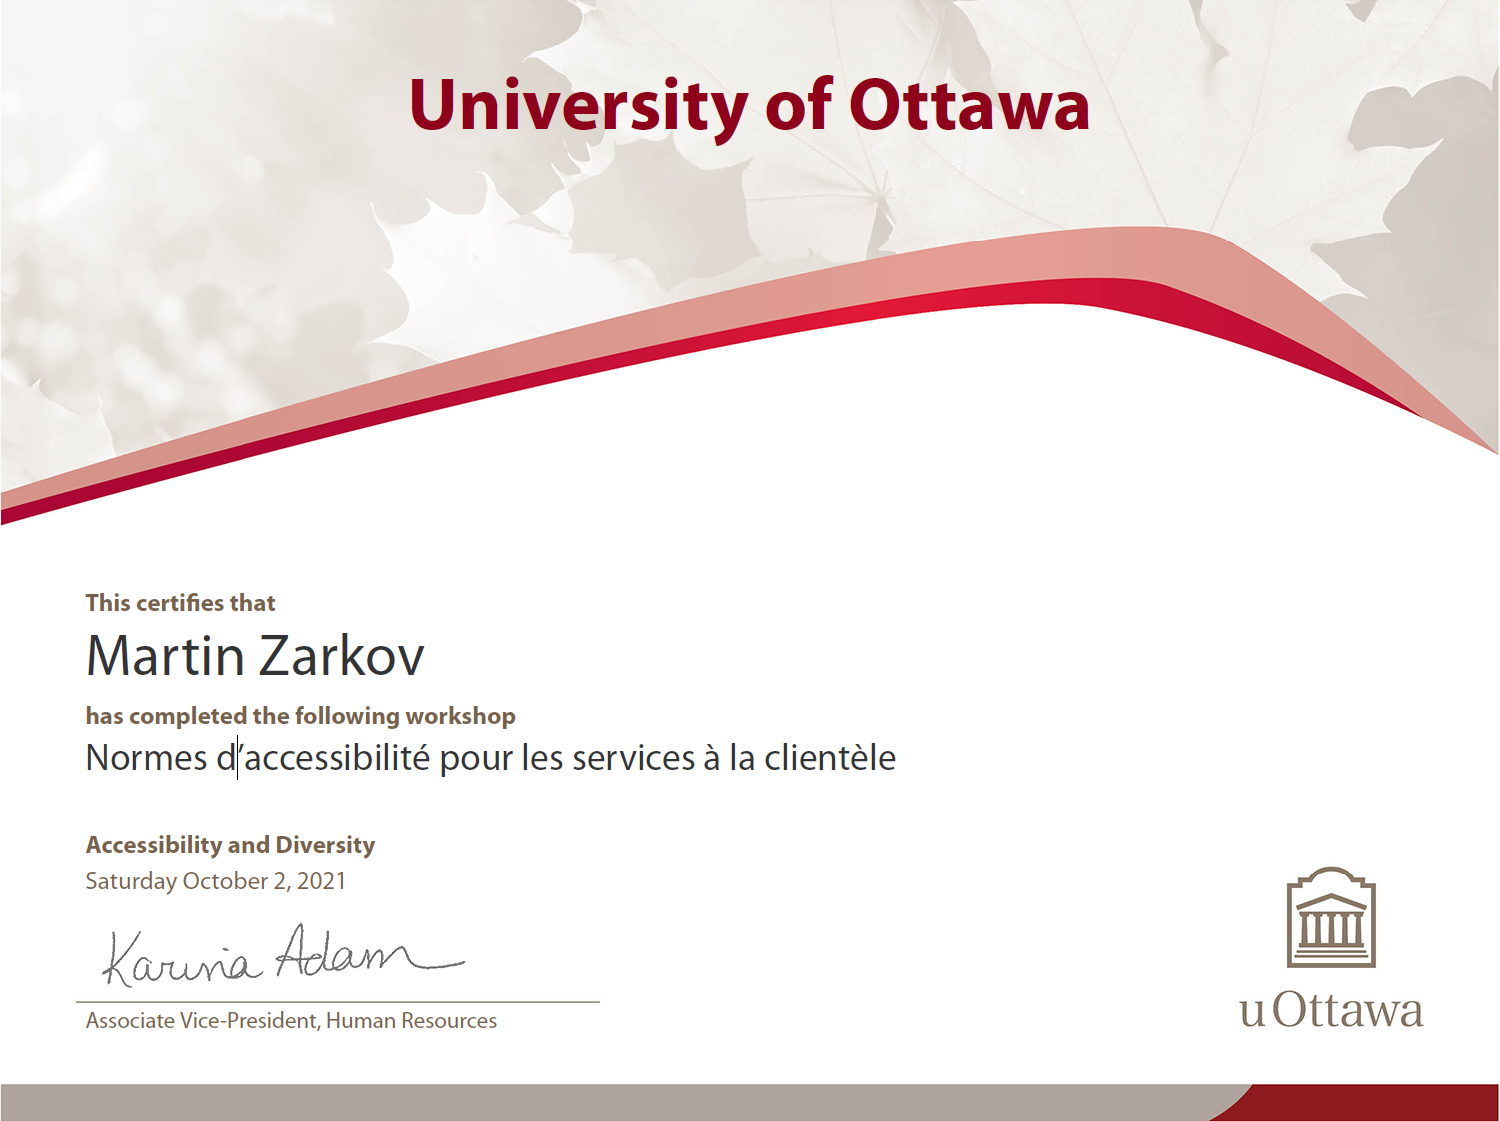 University of Ottawa
This certifies that
Martin Zarkov
has completed the following workshop
Normes d’accessibilité pour les services à la clientèle
Accessibility and Diversity
Saturday October 2, 2021
Karina Adam
Associate Vice-President, Human Resources
uOttawa